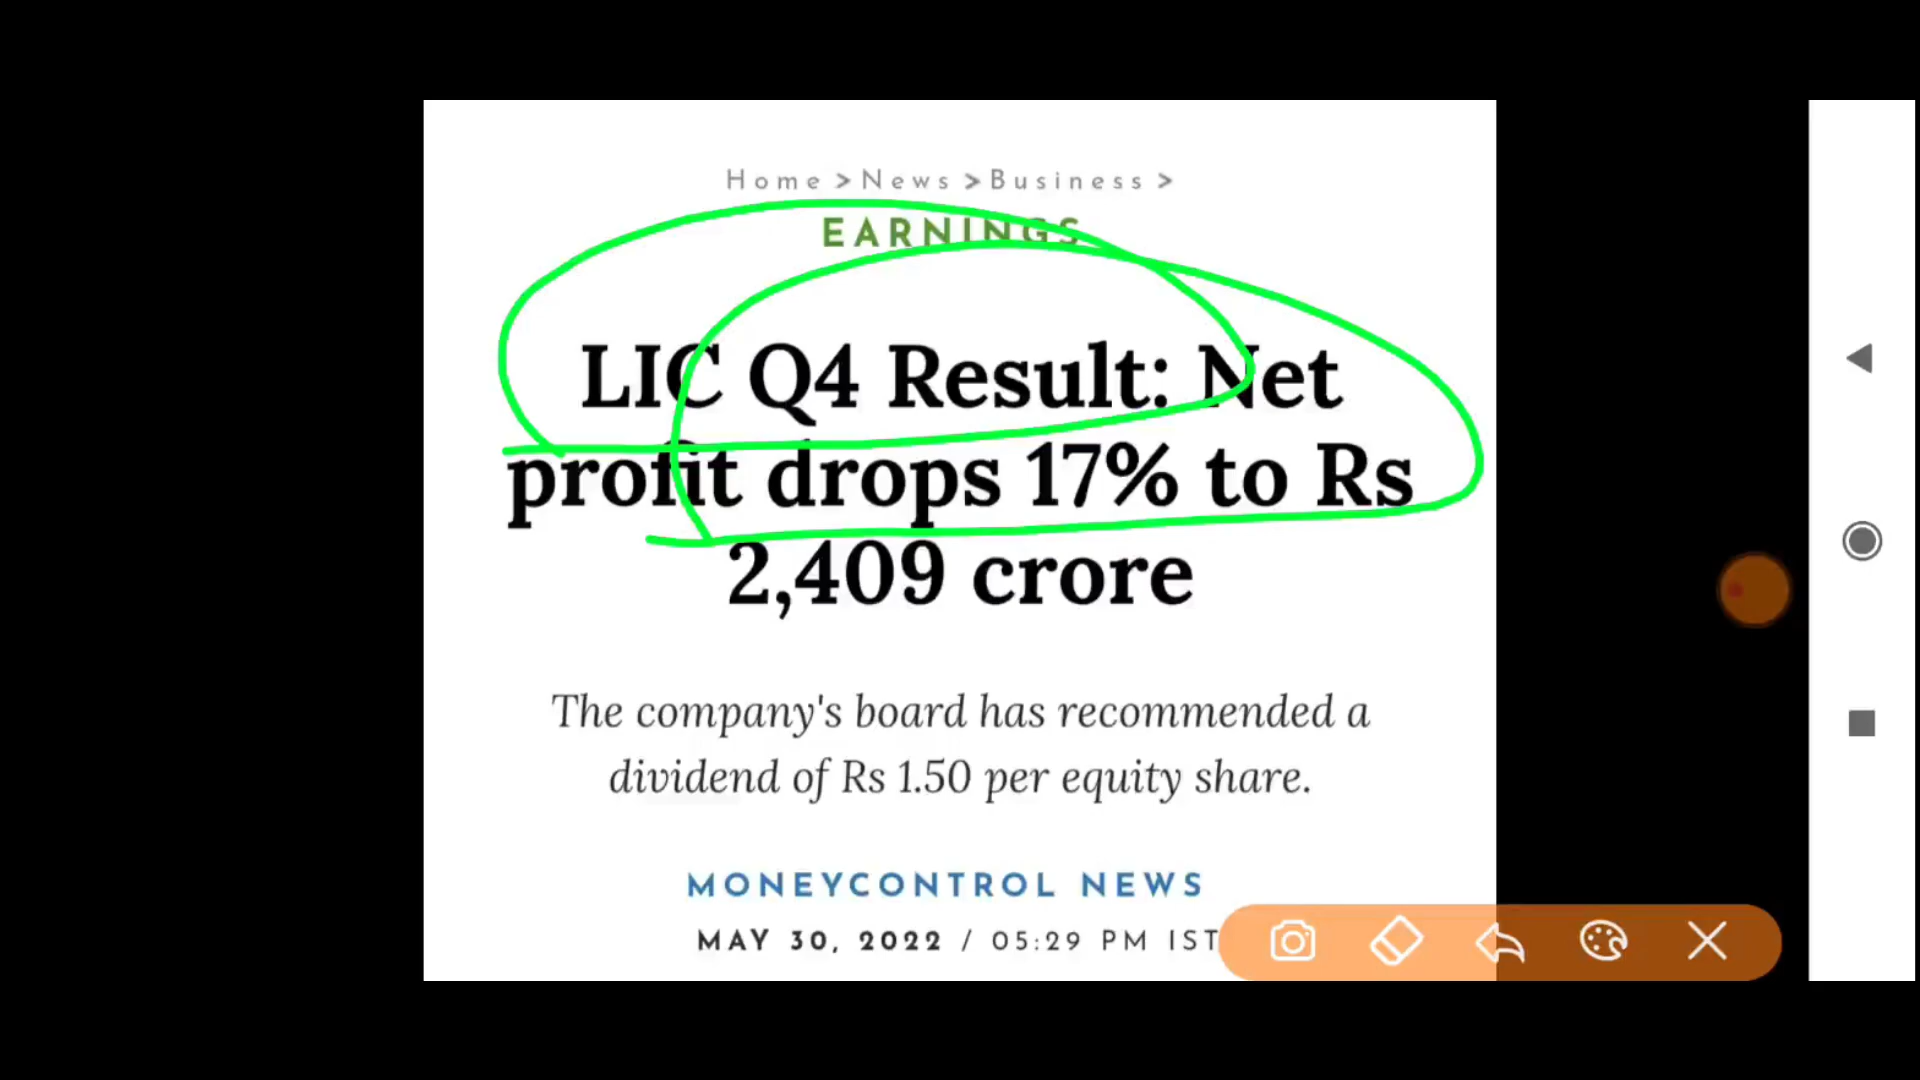 Home > News > Business >
EARNINGS
LIC Q4 Result: Net
profit drops 17% to Rs
2,409 crore
The company's board has recommended a
dividend of Rs 1.50 per equity share.
MONEYCONTROL NEWS
MAY 30, 2022 / 05:29 PM IST